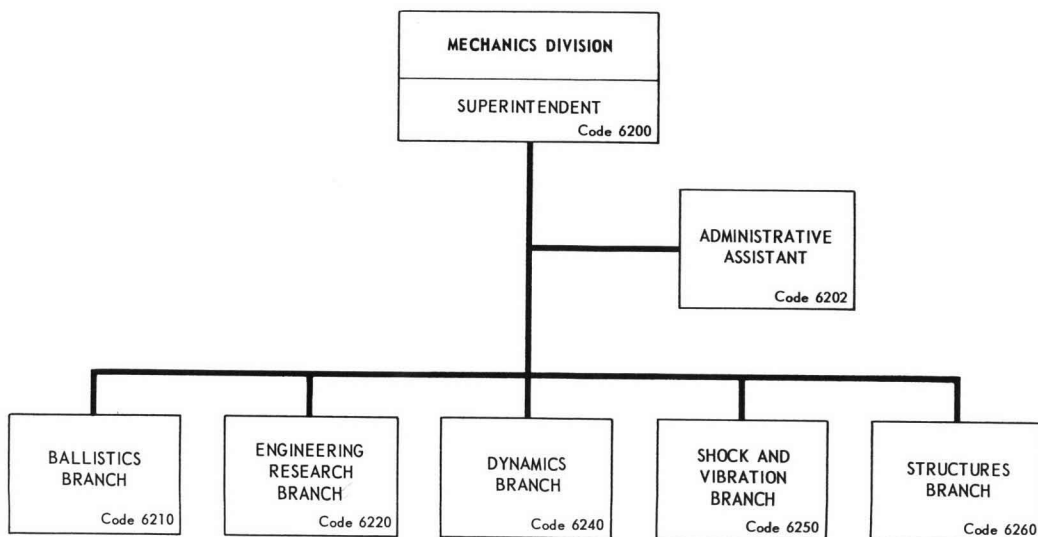 MECHANICS DIVISION
SUPERINTENDENT
Code 6200
ADMINISTRATIVE
ASSISTANT
Code 6202
BALLISTICS
BRANCH
Code 6210
ENGINEERING
RESEARCH
BRANCH
Code 6220
DYNAMICS
BRANCH
Code 6240
SHOCK AND
VIBRATION
BRANCH
Code 6250
STRUCTURES
BRANCH
Code 6260